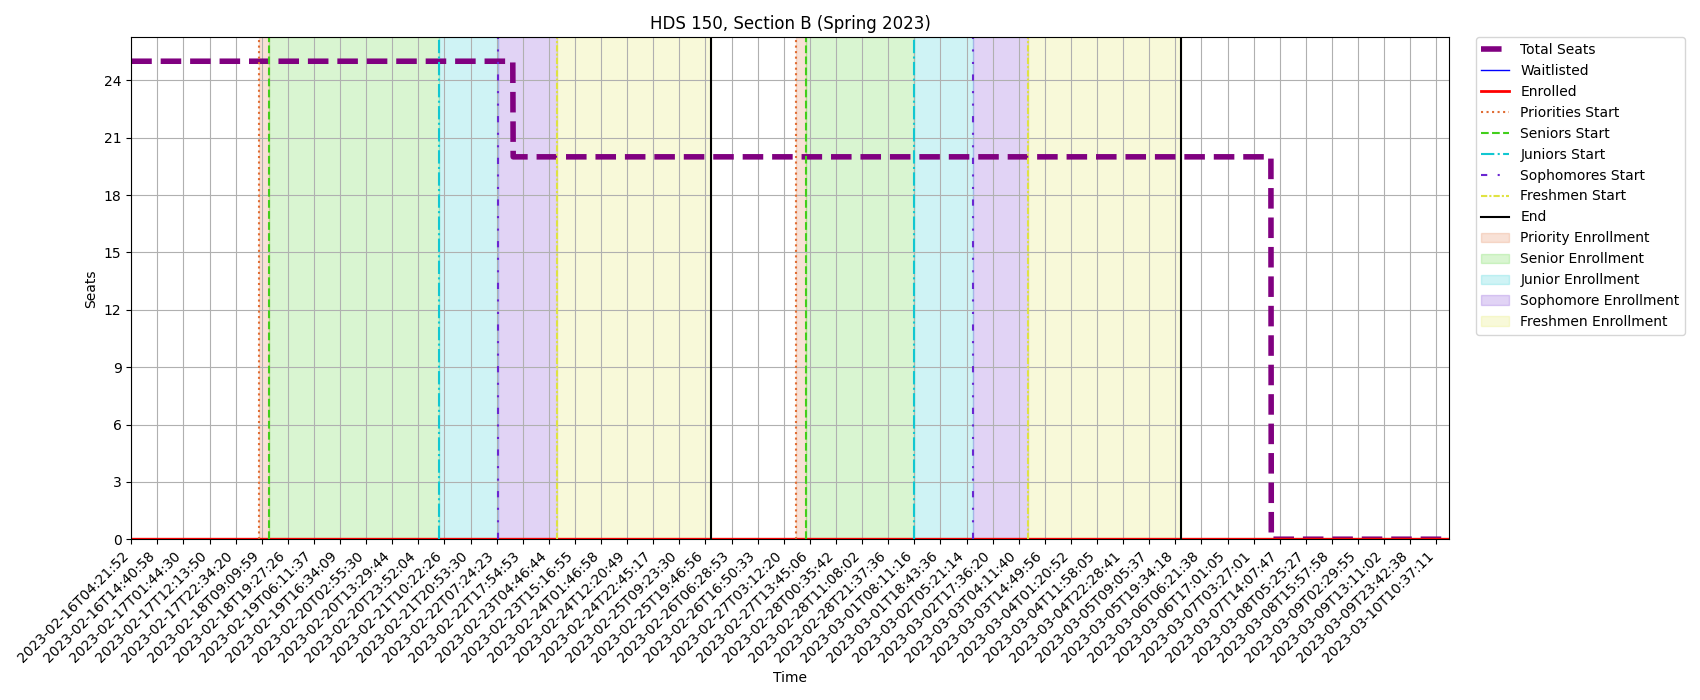 HDS 150, Section B (Spring 2023)
Seats
24
21
18
15
12
9
6
3
0
2023-02-16T04:21:52
2023-02-16T14:40:58
2023-02-17T01:44:30
2023-02-17T12:13:50
2023-02-17T22:34:20
2023-02-18T09:09:59
2023-02-18T19:27:26
2023-02-19T06:11:37
2023-02-19T16:34:09
2023-02-20T02:55:30
2023-02-20T13:29:44
2023-02-20T23:52:04
2023-02-21T10:22:26
2023-02-21T20:53:30
2023-02-22T07:24:23
2023-02-22T17:54:53
2023-02-23T04:46:44
2023-02-23T15:16:55
2023-02-24T01:46:58
2023-02-24T12:20:49
2023-02-24T22:45:17
2023-02-25T09:23:30
2023-02-25T19:46:56
2023-02-26T06:28:53
2023-02-26T16:50:33
2023-02-27T03:12:20
2023-02-27T13:45:06
2023-02-28T00:35:42
2023-02-28T11:08:02
2023-02-28T21:37:36
2023-03-01T08:11:16
2023-03-01T18:43:36
2023-03-02T05:21:14
2023-03-02T17:36:20
2023-03-03T04:11:40
2023-03-03T14:49:56
2023-03-04T01:20:52
2023-03-04T11:58:05
2023-03-04T22:28:41
2023-03-05T09:05:37
2023-03-05T19:34:18
2023-03-06T06:21:38
2023-03-06T17:01:05
2023-03-07T03:27:01
2023-03-07T14:07:47
2023-03-08T05:25:27
2023-03-08T15:57:58
2023-03-09T02:29:55
2023-03-09T13:11:02
2023-03-09T23:42:38
2023-03-10T10:37:11
Time
Total Seats
Waitlisted
Enrolled
Priorities Start
Seniors Start
Juniors Start
Sophomores Start
Freshmen Start
End
Priority Enrollment
Senior Enrollment
Junior Enrollment
Sophomore Enrollment
Freshmen Enrollment